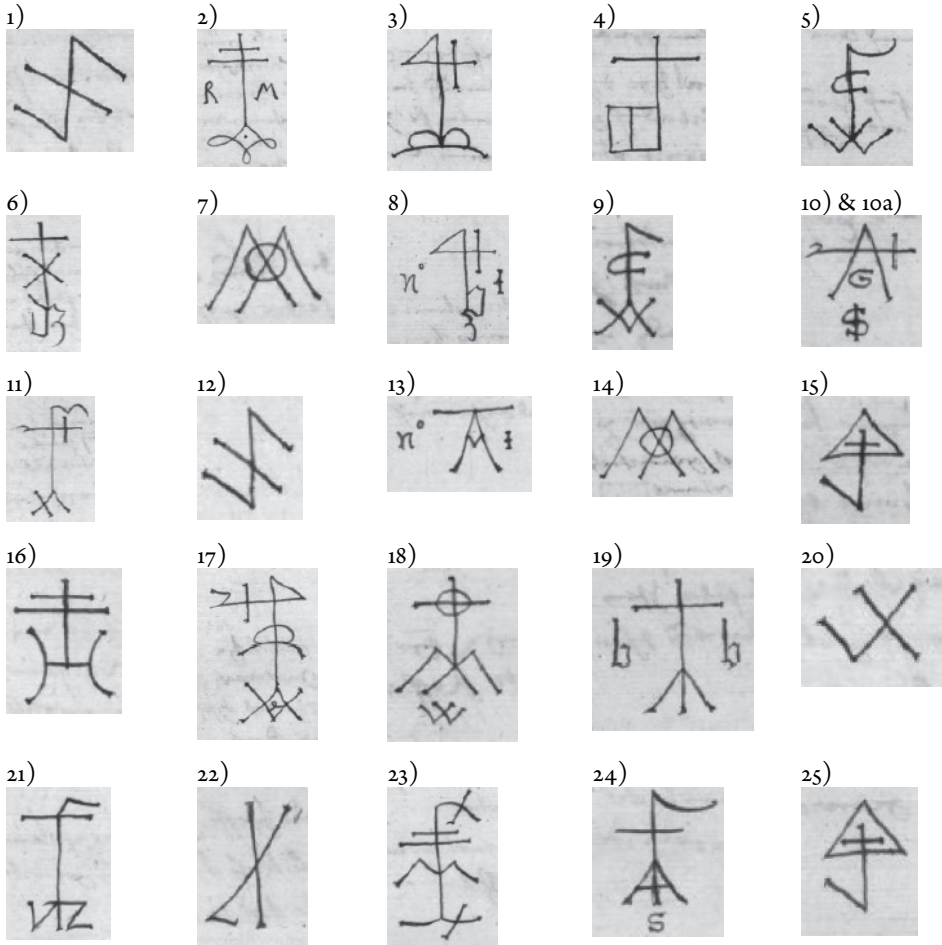 1) 2) 3) 4) 5)
R M
6) 7) 8) 9) 10) & 10a)
n°
G
11) 12) 13) 14) 15)
n°
16) 17) 18) 19) 20)
b b
W
21) 22) 23) 24) 25)
S